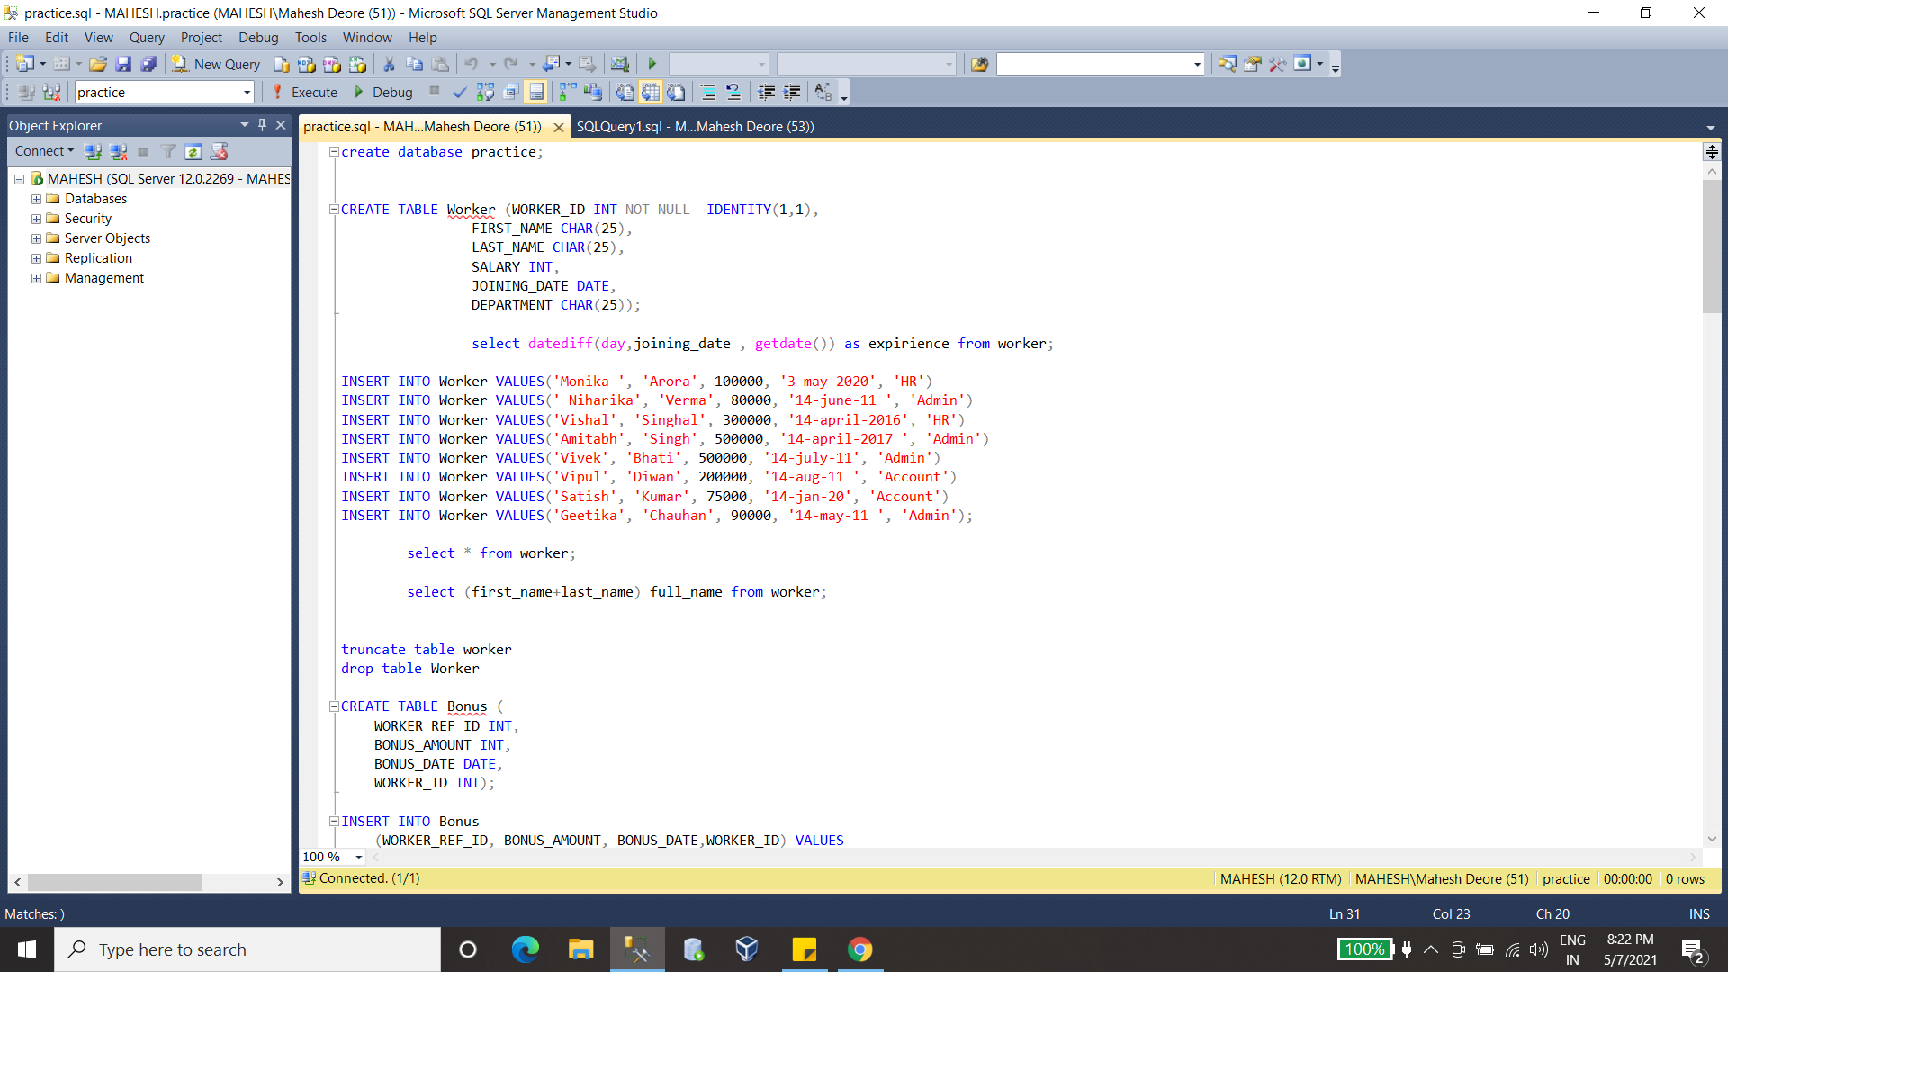 practice.sql - MAHESH.practice (MAHESH\Mahesh Deore (51)) - Microsoft SQL Server Management Studio
File Edit View Query Project Debug Tools Window Help
New Query
practice Execute Debug
Object Explorer
practice.sql - MAH...Mahesh Deore (51)) SQLQuery1.sql - M...Mahesh Deore (53))
Connect
MAHESH (SQL Server 12.0.2269 - MAHES
Databases
Security
Server Objects
Replication
Management
create database practice;
CREATE TABLE Worker (WORKER_ID INT NOT NULL IDENTITY(1,1),
FIRST_NAME CHAR(25),
LAST_NAME CHAR(25),
SALARY INT,
JOINING_DATE DATE,
DEPARTMENT CHAR(25));
select datediff(day,joining_date , getdate()) as expirience from worker;
INSERT INTO Worker VALUES('Monika ', 'Arora', 100000, '3 may 2020', 'HR')
INSERT INTO Worker VALUES(' Niharika', 'Verma', 80000, '14-june-11 ', 'Admin')
INSERT INTO Worker VALUES('Vishal', 'Singhal', 300000, '14-april-2016', 'HR')
INSERT INTO Worker VALUES('Amitabh', 'Singh', 500000, '14-april-2017 ', 'Admin')
INSERT INTO Worker VALUES('Vivek', 'Bhati', 500000, '14-july-11', 'Admin')
INSERT INTO Worker VALUES('Vipul', 'Diwan', 200000, '14-aug-11 ', 'Account')
INSERT INTO Worker VALUES('Satish', 'Kumar', 75000, '14-jan-20', 'Account')
INSERT INTO Worker VALUES('Geetika', 'Chauhan', 90000, '14-may-11 ', 'Admin');
select * from worker;
select (first_name+last_name) full_name from worker;
truncate table worker
drop table Worker
CREATE TABLE Bonus (
WORKER_REF_ID INT,
BONUS_AMOUNT INT,
BONUS_DATE DATE,
WORKER_ID INT);
INSERT INTO Bonus
(WORKER_REF_ID, BONUS_AMOUNT, BONUS_DATE,WORKER_ID) VALUES
100 %
Connected. (1/1) MAHESH (12.0 RTM) MAHESH\Mahesh Deore (51) practice 00:00:00 0 rows
Matches: ) Ln 31 Col 23 Ch 20 INS
Type here to search 100% ENG IN 8:22 PM 5/7/2021 2